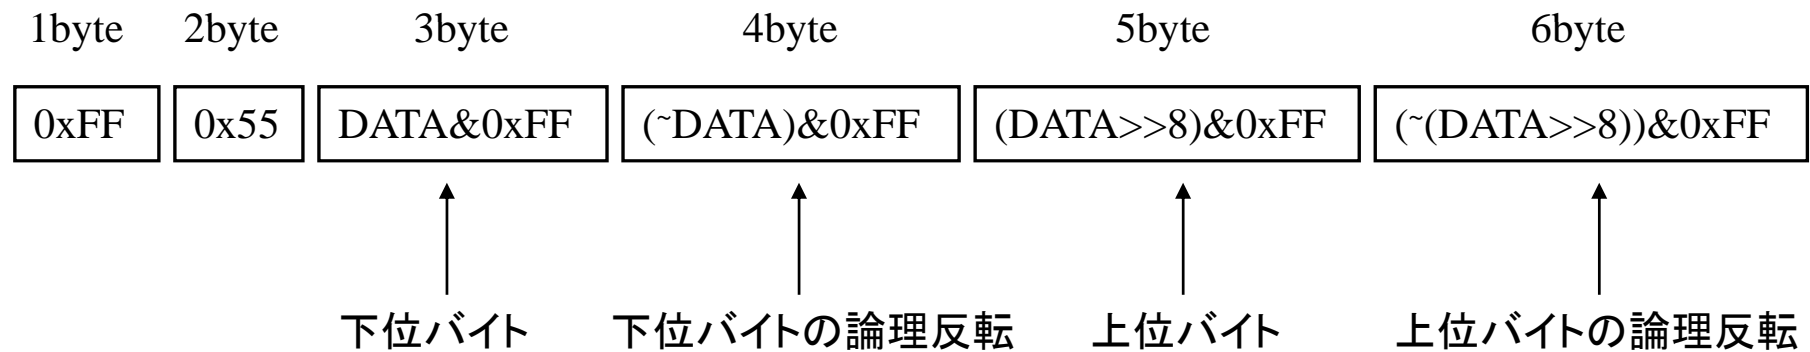 1byte 2byte 3byte 4byte 5byte 6byte
0xFF 0x55 DATA&0xFF (~DATA)&0xFF (DATA>>8)&0xFF (~(DATA>>8))&0xFF
下位バイト 下位バイトの論理反転 上位バイト 上位バイトの論理反転